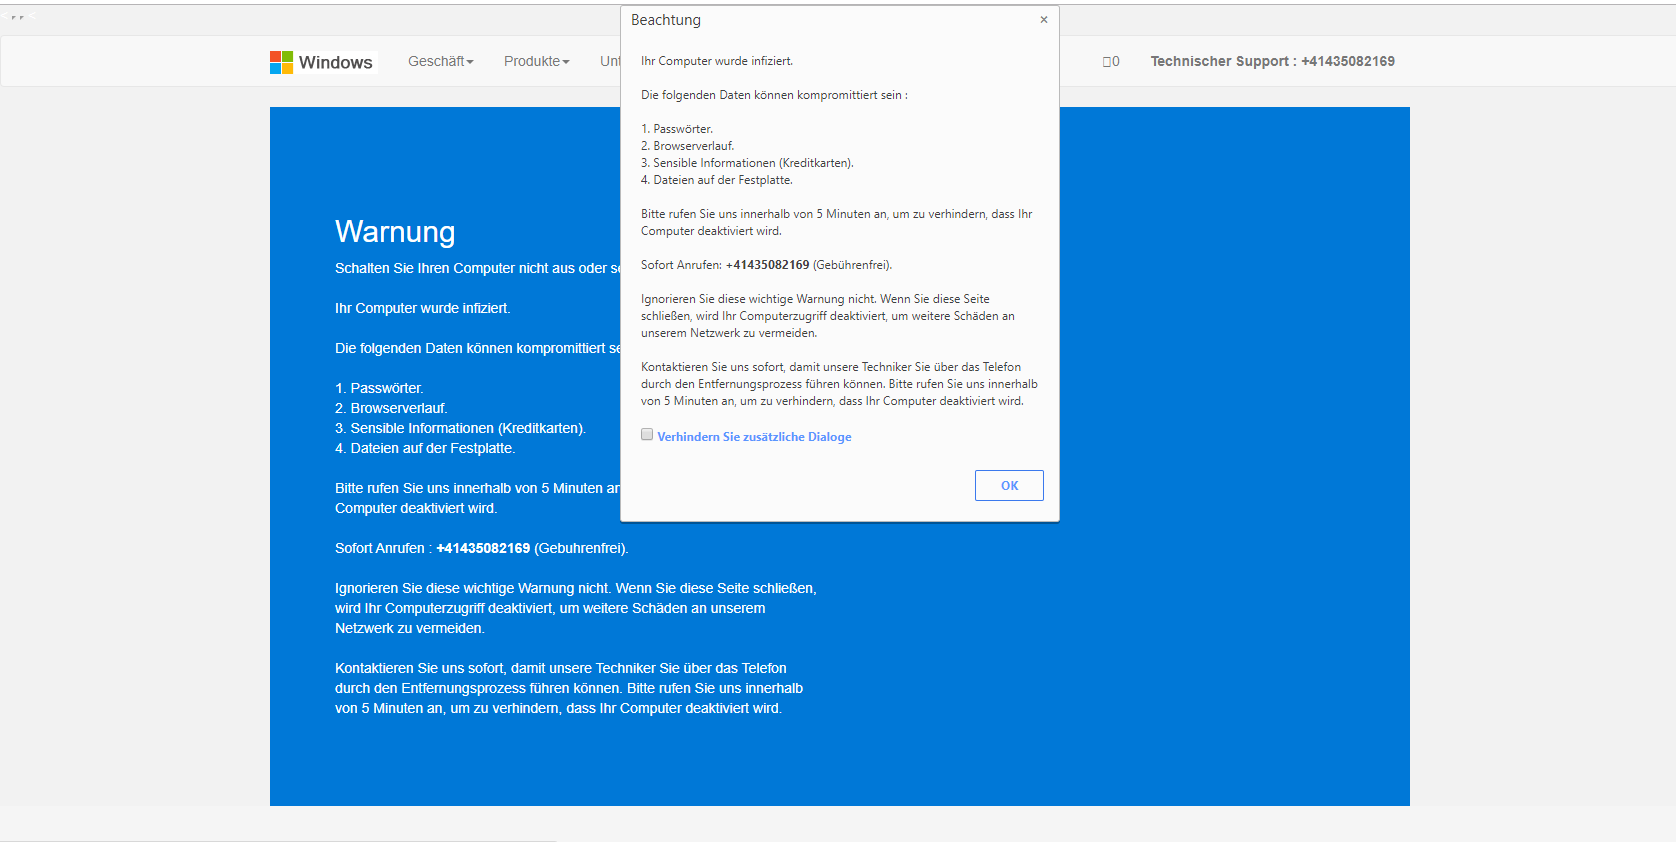 Beachtung
×
Windows
Geschäft
Produkte
Unt
0
Technischer Support : +41435082169
Ihr Computer wurde infiziert.
Die folgenden Daten können kompromittiert sein :
1. Passwörter.
2. Browserverlauf.
3. Sensible Informationen (Kreditkarten).
4. Dateien auf der Festplatte.
Bitte rufen Sie uns innerhalb von 5 Minuten an, um zu verhindern, dass Ihr
Computer deaktiviert wird.
Sofort Anrufen: +41435082169 (Gebührenfrei).
Ignorieren Sie diese wichtige Warnung nicht. Wenn Sie diese Seite
schließen, wird Ihr Computerzugriff deaktiviert, um weitere Schäden an
unserem Netzwerk zu vermeiden.
Kontaktieren Sie uns sofort, damit unsere Techniker Sie über das Telefon
durch den Entfernungsprozess führen können. Bitte rufen Sie uns innerhalb
von 5 Minuten an, um zu verhindern, dass Ihr Computer deaktiviert wird.
Verhindern Sie zusätzliche Dialoge
OK
Warnung
Schalten Sie Ihren Computer nicht aus oder se
Ihr Computer wurde infiziert.
Die folgenden Daten können kompromittiert se
1. Passwörter.
2. Browserverlauf.
3. Sensible Informationen (Kreditkarten).
4. Dateien auf der Festplatte.
Bitte rufen Sie uns innerhalb von 5 Minuten an
Computer deaktiviert wird.
Sofort Anrufen : +41435082169 (Gebuhrenfrei).
Ignorieren Sie diese wichtige Warnung nicht. Wenn Sie diese Seite schließen,
wird Ihr Computerzugriff deaktiviert, um weitere Schäden an unserem
Netzwerk zu vermeiden.
Kontaktieren Sie uns sofort, damit unsere Techniker Sie über das Telefon
durch den Entfernungsprozess führen können. Bitte rufen Sie uns innerhalb
von 5 Minuten an, um zu verhindern, dass Ihr Computer deaktiviert wird.